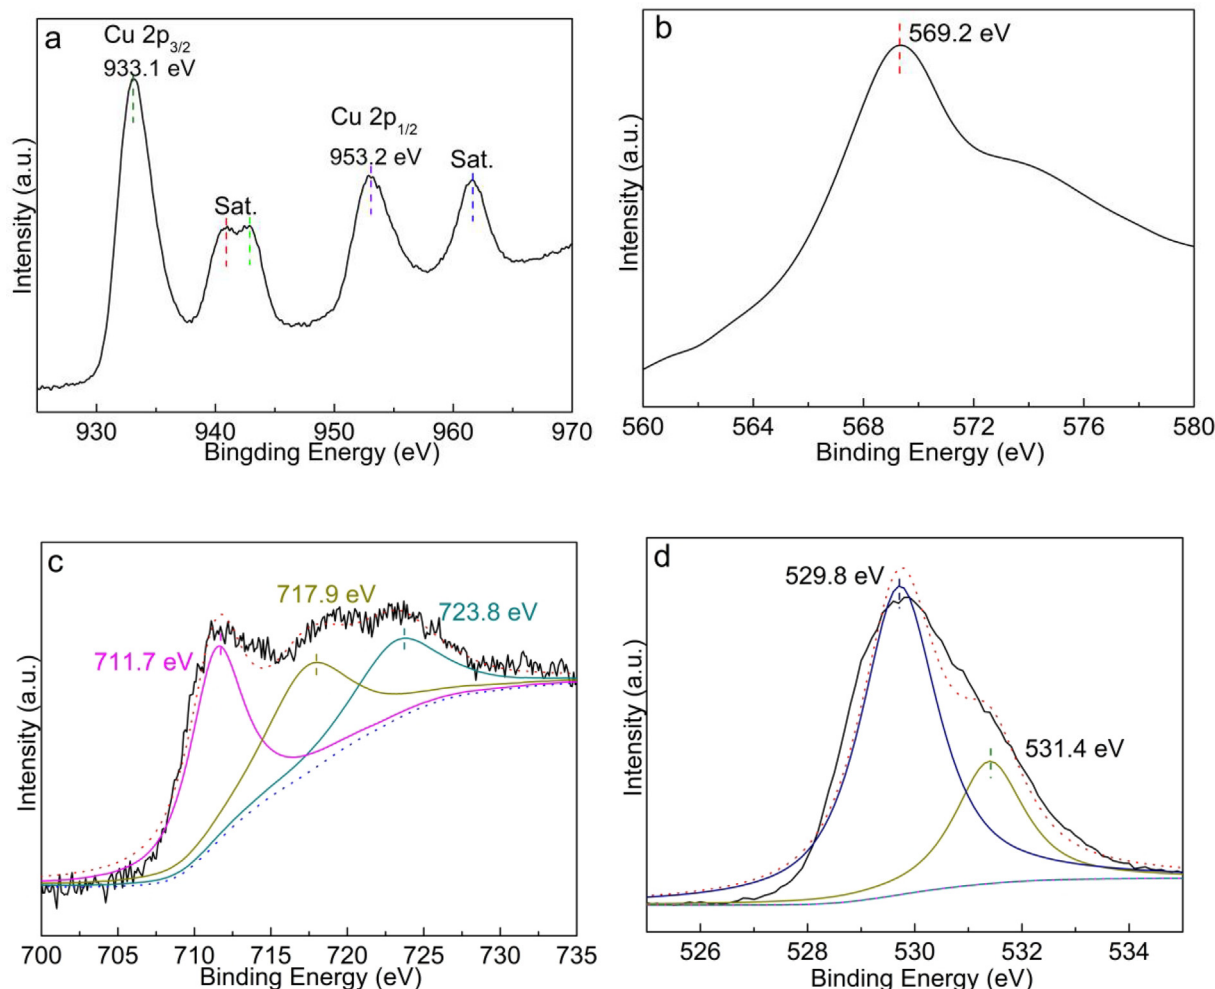 a
Cu 2p3/2
933.1 eV
Sat.
Cu 2p1/2
953.2 eV
Sat.
Intensity (a.u.)
930 940 950 960 970
Bingding Energy (eV)
b
569.2 eV
Intensity (a.u.)
560 564 568 572 576 580
Binding Energy (eV)
c
711.7 eV
717.9 eV
723.8 eV
Intensity (a.u.)
700 705 710 715 720 725 730 735
Binding Energy (eV)
d
529.8 eV
531.4 eV
Intensity (a.u.)
526 528 530 532 534
Binding Energy (eV)